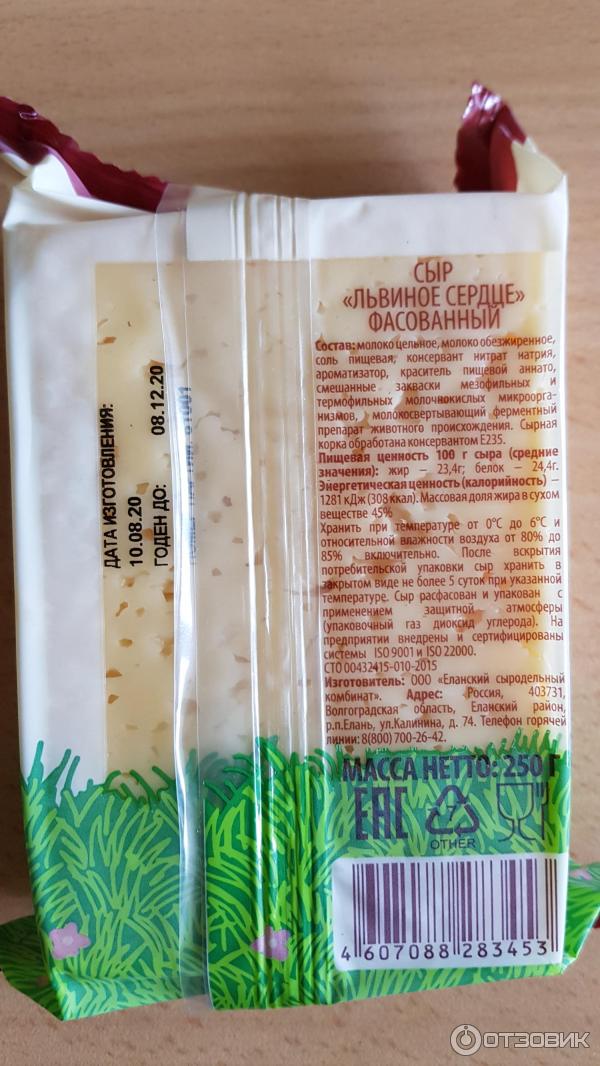 СЫР
«ЛЬВИНОЕ СЕРДЦЕ»
ФАСОВАННЫЙ
Состав: молоко цельное, молоко обезжиренное,
соль пищевая, консервант нитрат натрия,
ароматизатор, краситель пищевой аннато,
смешанные закваски мезофильных и
термофильных молочнокислых микроорга-
низмов, молокосвертывающий ферментный
препарат животного происхождения. Сырная
корка обработана консервантом Е235.
Пищевая ценность 100 г сыра (средние
значения): жир – 23,4г; белок – 24,4г.
Энергетическая ценность (калорийность) –
1281 кДж (308 ккал). Массовая доля жира в сухом
веществе 45%
Хранить при температуре от 0°С до 6°С и
относительной влажности воздуха от 80% до
85% включительно. После вскрытия
потребительской упаковки сыр хранить в
закрытом виде не более 5 суток при указанной
температуре. Сыр расфасован и упакован с
применением защитной атмосферы
(упаковочный газ диоксид углерода). На
предприятии внедрены и сертифицированы
системы ISO 9001 и ISO 22000.
СТО 00432415-010-2015
Изготовитель: ООО «Еланский сыродельный
комбинат». Адрес: Россия, 403731,
Волгоградская область, Еланский район,
р.п.Елань, ул.Калинина, д. 74. Телефон горячей
линии: 8(800) 700-26-42.
МАССА НЕТТО: 250 Г
EAC
7
OTHER
4 607088 283453
ДАТА ИЗГОТОВЛЕНИЯ:
10.08.20
ГОДЕН ДО: 08.12.20
ОТЗОВИК